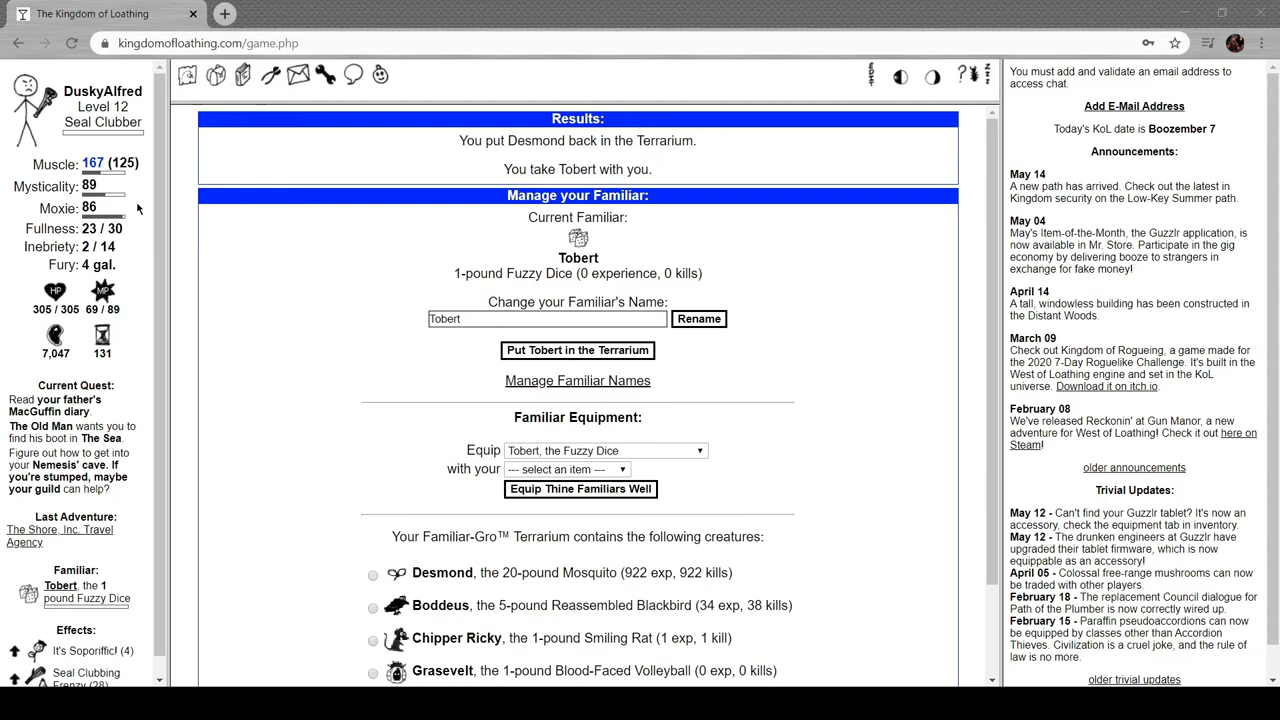 The Kingdom of Loathing
kingdomofloathing.com/game.php
DuskyAlfred
Level 12
Seal Clubber
Muscle: 167 (125)
Mysticality: 89
Moxie: 86
Fullness: 23 / 30
Inebriety: 2 / 14
Fury: 4 gal.
HP MP
305 / 305 69 / 89
7,047 131
Current Quest:
Read your father's
MacGuffin diary.
The Old Man wants you to
find his boot in The Sea.
Figure out how to get into
your Nemesis' cave. If
you're stumped, maybe
your guild can help?
Last Adventure:
The Shore, Inc. Travel
Agency
Familiar:
Tobert, the 1
pound Fuzzy Dice
Effects:
It's Soporiffic! (4)
Seal Clubbing
Frenzy (28)
Results:
You put Desmond back in the Terrarium.
You take Tobert with you.
Manage your Familiar:
Current Familiar:
Tobert
1-pound Fuzzy Dice (0 experience, 0 kills)
Change your Familiar's Name:
Tobert Rename
Put Tobert in the Terrarium
Manage Familiar Names
Familiar Equipment:
Equip Tobert, the Fuzzy Dice
with your --- select an item ---
Equip Thine Familiars Well
Your Familiar-Gro™ Terrarium contains the following creatures:
Desmond, the 20-pound Mosquito (922 exp, 922 kills)
Boddeus, the 5-pound Reassembled Blackbird (34 exp, 38 kills)
Chipper Ricky, the 1-pound Smiling Rat (1 exp, 1 kill)
Grasevelt, the 1-pound Blood-Faced Volleyball (0 exp, 0 kills)
You must add and validate an email address to
access chat.
Add E-Mail Address
Today's KoL date is Boozember 7
Announcements:
May 14
A new path has arrived. Check out the latest in
Kingdom security on the Low-Key Summer path.
May 04
May's Item-of-the-Month, the Guzzlr application, is
now available in Mr. Store. Participate in the gig
economy by delivering booze to strangers in
exchange for fake money!
April 14
A tall, windowless building has been constructed in
the Distant Woods.
March 09
Check out Kingdom of Rogueing, a game made for
the 2020 7-Day Roguelike Challenge. It's built in the
West of Loathing engine and set in the KoL
universe. Download it on itch io.
February 08
We've released Reckonin' at Gun Manor, a new
adventure for West of Loathing! Check it out here on
Steam!
older announcements
Trivial Updates:
May 12 - Can't find your Guzzlr tablet? It's now an
accessory, check the equipment tab in inventory.
May 12 - The drunken engineers at Guzzlr have
upgraded their tablet firmware, which is now
equippable as an accessory!
April 05 - Colossal free-range mushrooms can now
be traded with other players.
February 18 - The replacement Council dialogue for
Path of the Plumber is now correctly wired up.
February 15 - Paraffin pseudoaccordions can now
be equipped by classes other than Accordion
Thieves. Civilization is a cruel joke, and the rule of
law is no more.
older trivial updates